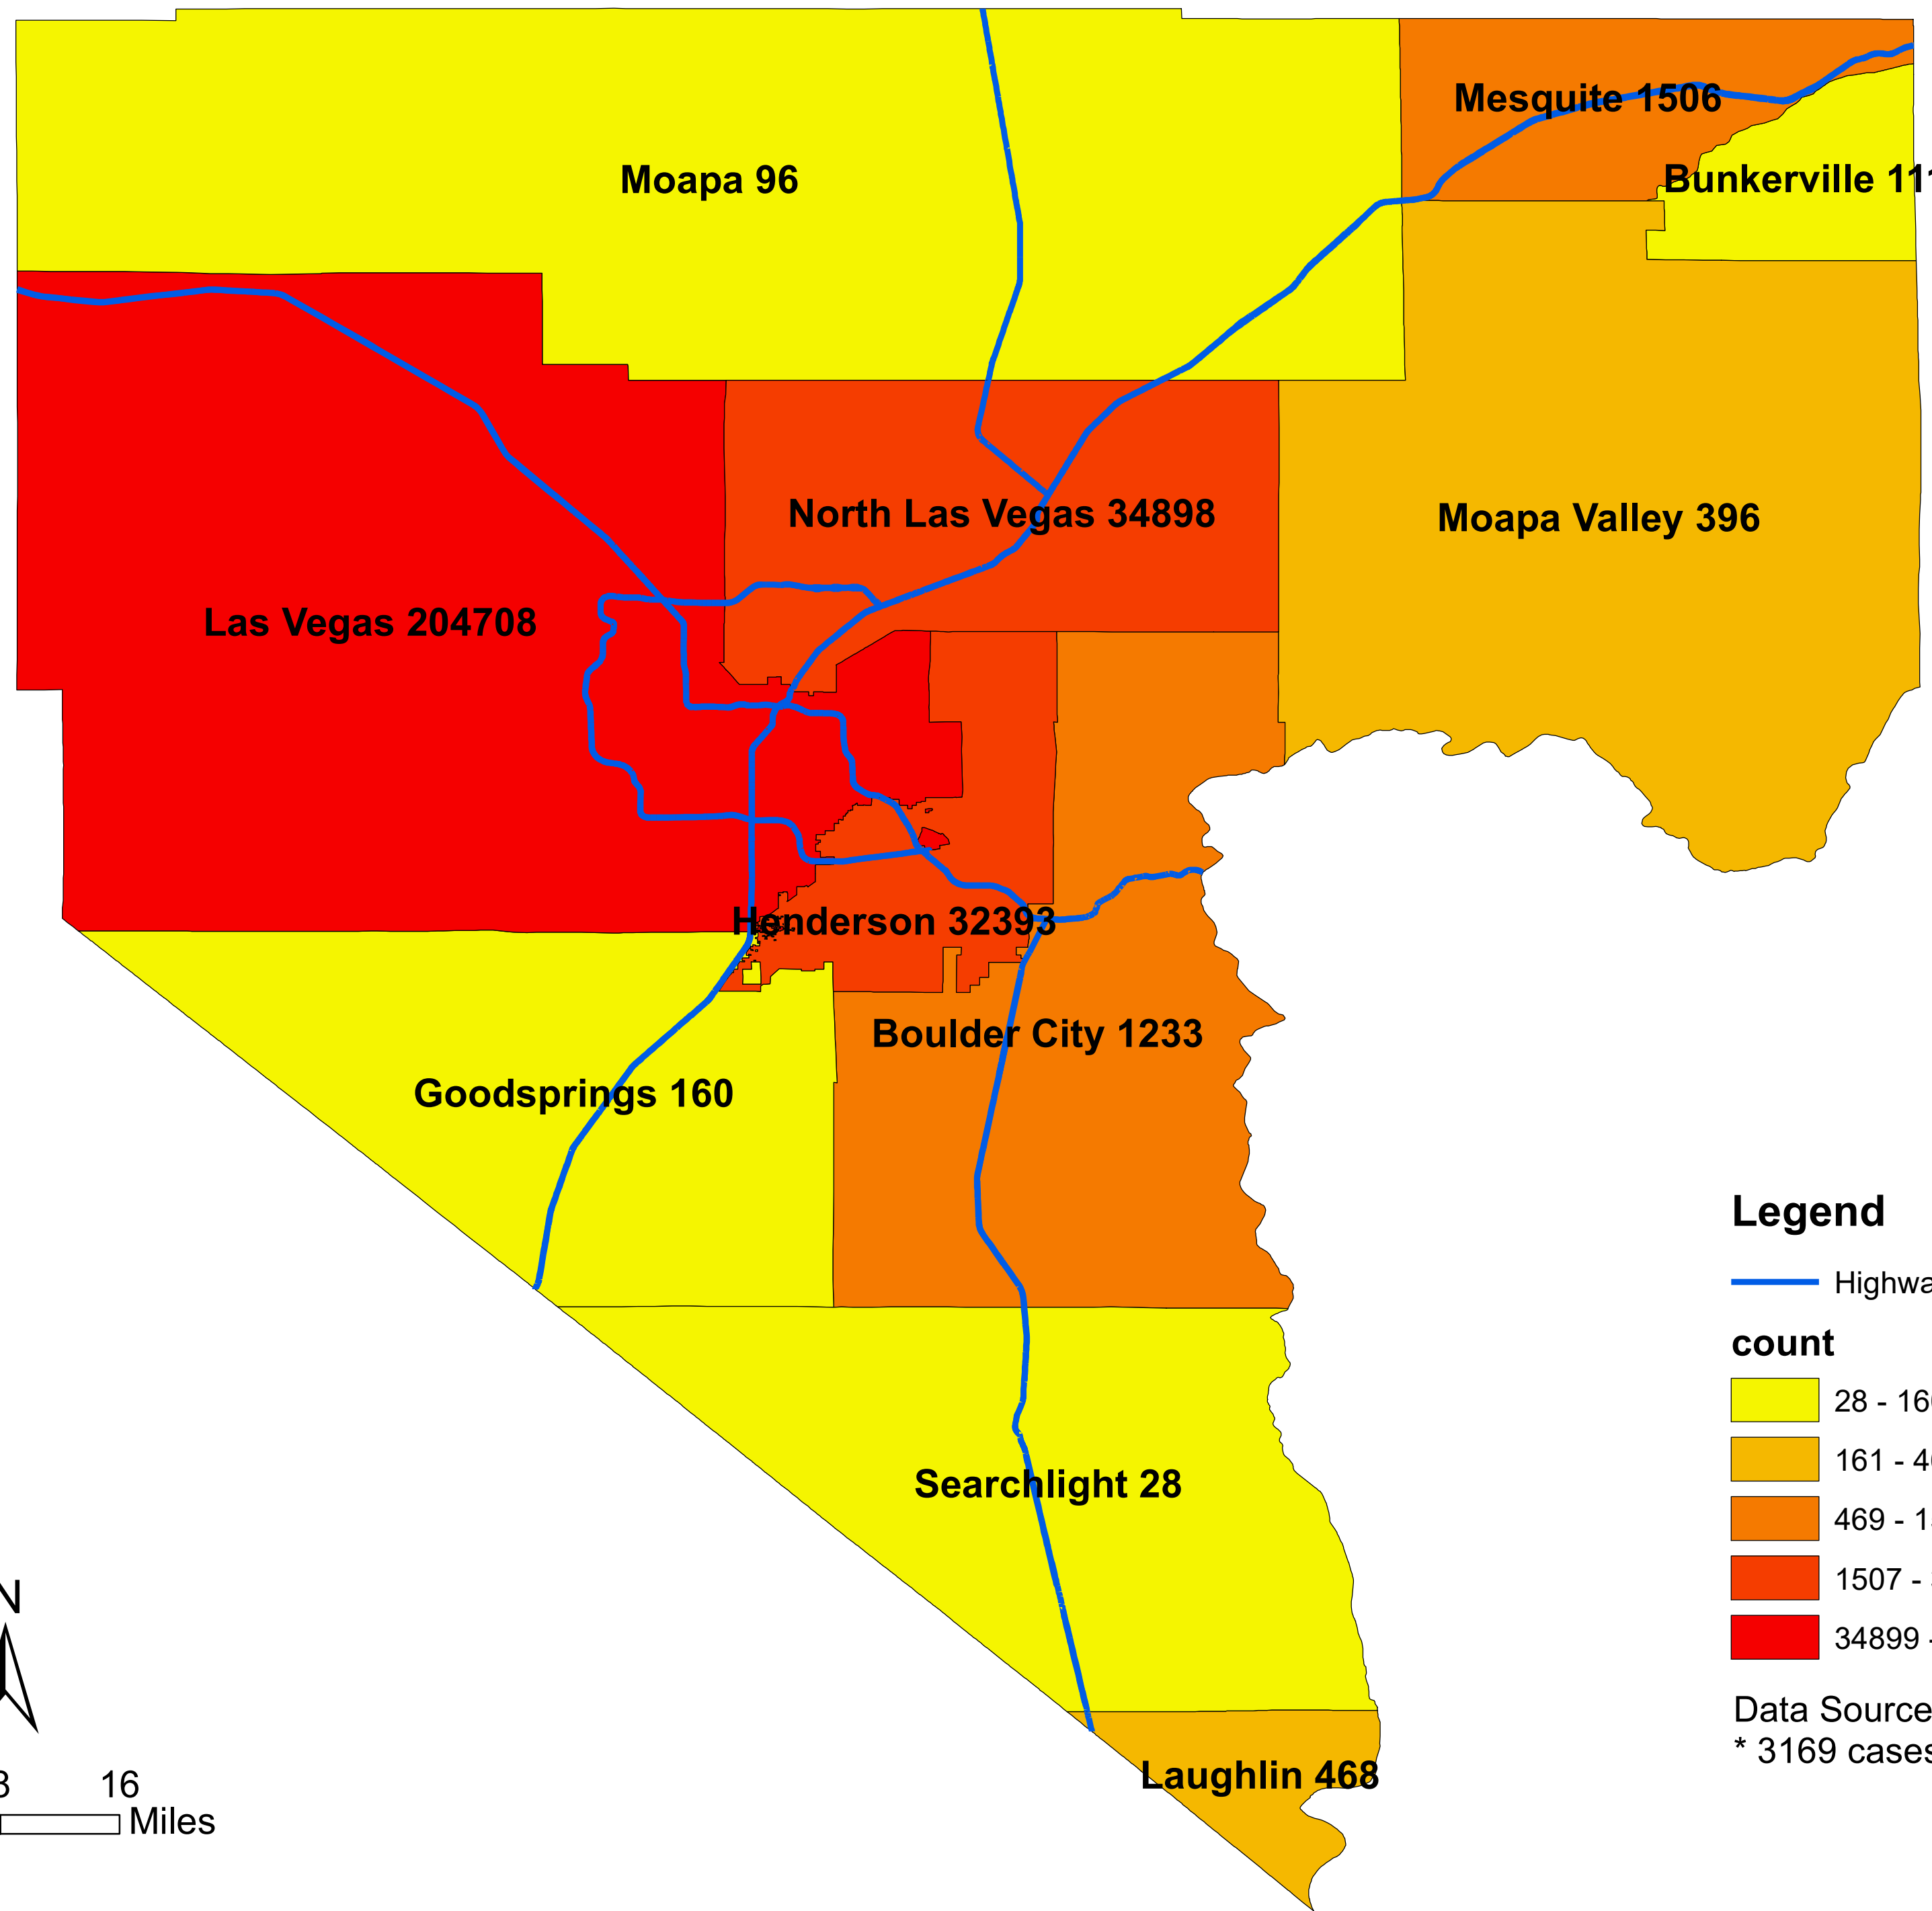 Mesquite 1506
Moapa 96
Bunkerville 111
North Las Vegas 34898
Moapa Valley 396
Las Vegas 204708
Henderson 32393
Boulder City 1233
Goodsprings 160
Searchlight 28
Laughlin 468
Legend
Highwa
count
28 - 16
161 - 4
469 - 1
1507 -
34899 -
Data Source
* 3169 cases
N
16
Miles